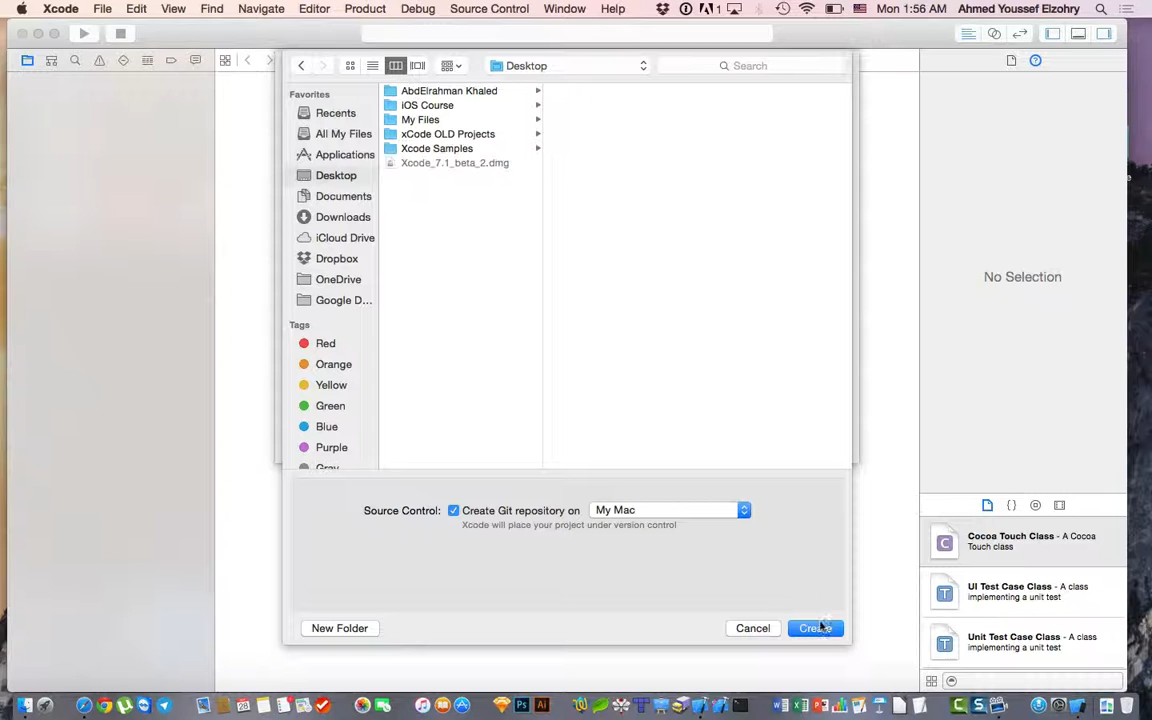 Xcode File Edit View Find Navigate Editor Product Debug Source Control Window Help 1 Mon 1:56 AM Ahmed Youssef Elzohry
Desktop Search
Favorites
Recents
All My Files
Applications
Desktop
Documents
Downloads
iCloud Drive
Dropbox
OneDrive
Google D...
Tags
Red
Orange
Yellow
Green
Blue
Purple
Gray
AbdElrahman Khaled
iOS Course
My Files
xCode OLD Projects
Xcode Samples
Xcode_7.1_beta_2.dmg
Source Control: Create Git repository on My Mac
Xcode will place your project under version control
New Folder Cancel Create
No Selection
Cocoa Touch Class - A Cocoa
Touch class
UI Test Case Class - A class
implementing a unit test
Unit Test Case Class - A class
implementing a unit test